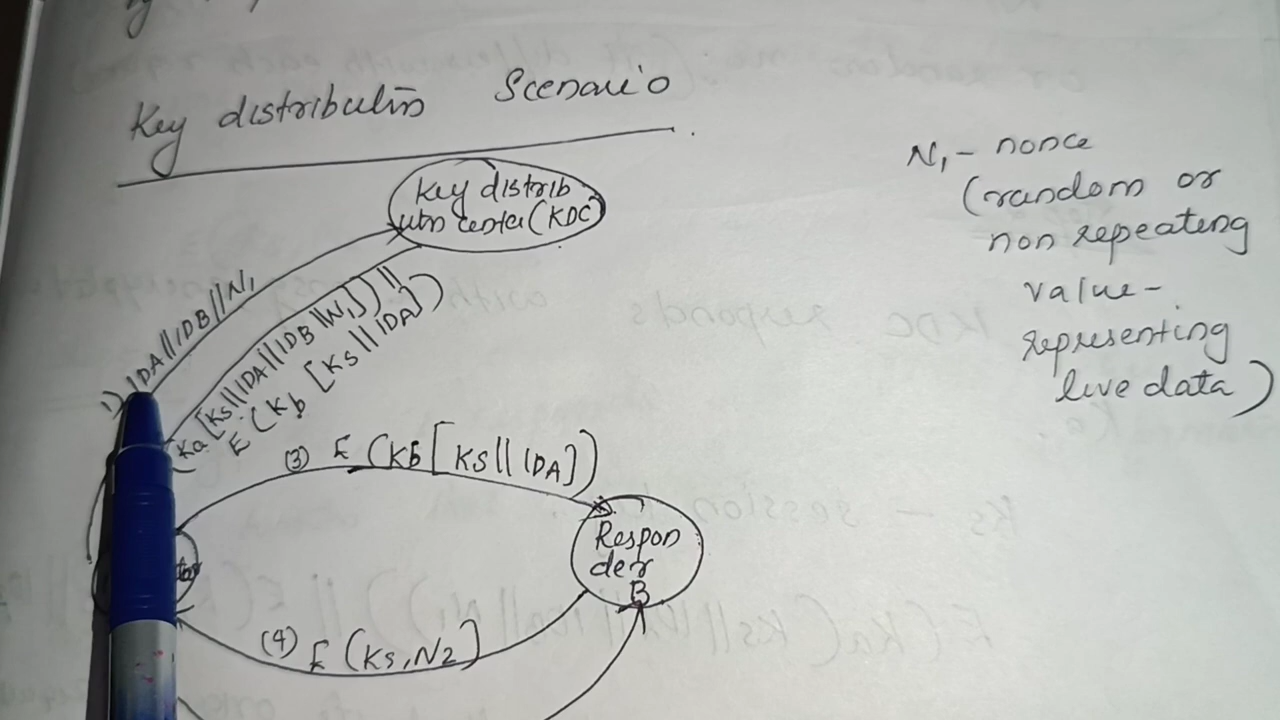 Key distribution Scenario
Key distrib
ution center (KDC)
N1 - nonce
(random or
non repeating
value -
representing
live data)
1) IDA || IDB || N1
(Ka [Ks || IDA || IDB || N1]) ||
E (Kb [Ks || IDA])
(3) E (Kb [Ks || IDA])
Respon
der
B
(4) E (Ks, N2)